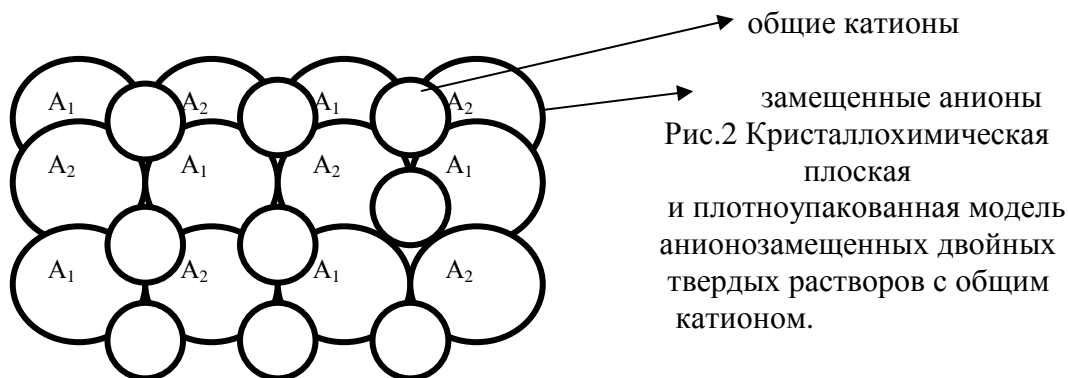 общие катионы
A₁ A₂ A₁ A₂
замещенные анионы
Рис.2 Кристаллохимическая
плоская
и плотноупакованная модель
анионозамещенных двойных
твердых растворов с общим
катионом.
A₂ A₁ A₂ A₁
A₁ A₂ A₁ A₂